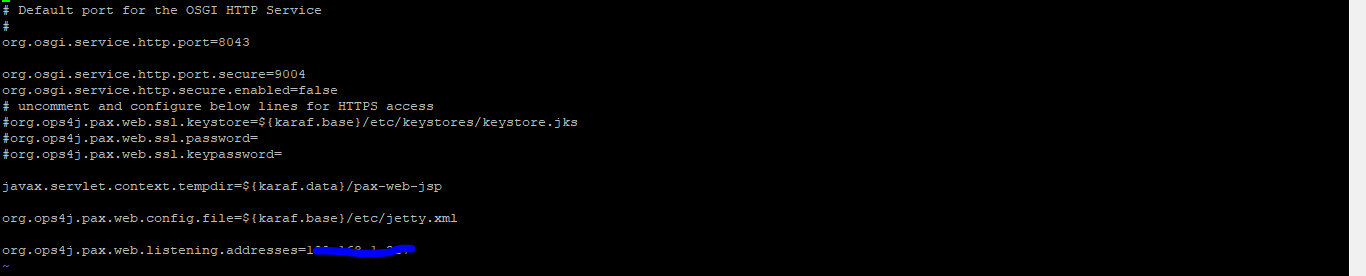 # Default port for the OSGI HTTP Service
#
org.osgi.service.http.port=8043
org.osgi.service.http.port.secure=9004
org.osgi.service.http.secure.enabled=false
# uncomment and configure below lines for HTTPS access
#org.ops4j.pax.web.ssl.keystore=${karaf.base}/etc/keystores/keystore.jks
#org.ops4j.pax.web.ssl.password=
#org.ops4j.pax.web.ssl.keypassword=
javax.servlet.context.tempdir=${karaf.data}/pax-web-jsp
org.ops4j.pax.web.config.file=${karaf.base}/etc/jetty.xml
org.ops4j.pax.web.listening.addresses=
~